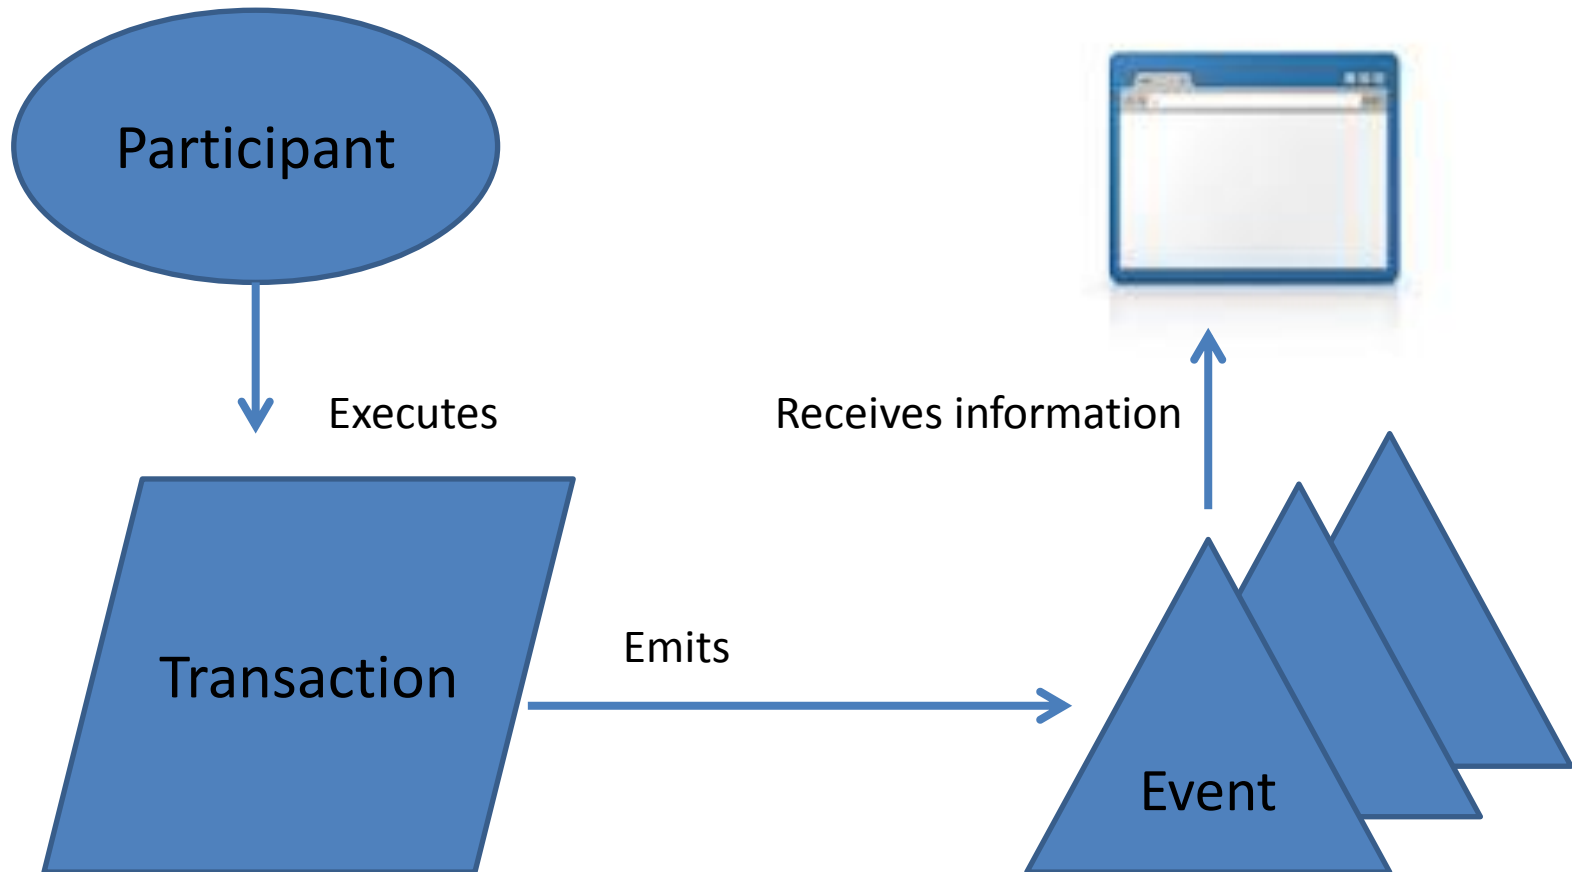 Participant
Executes
Receives information
Transaction
Emits
Event